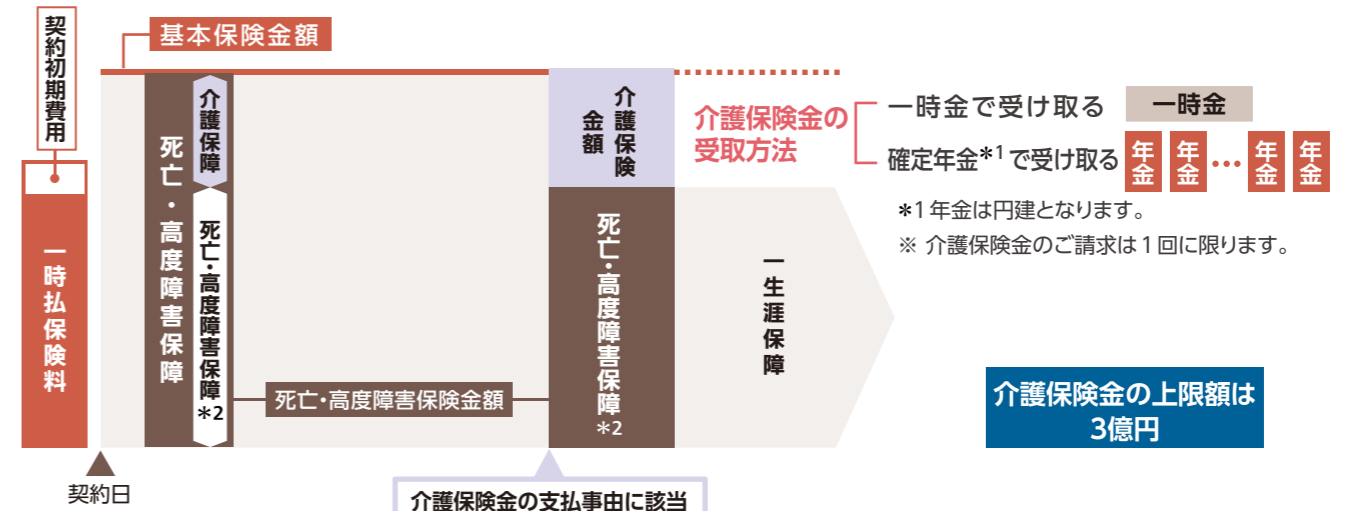 契約初期費用
基本保険金額
一時払保険料
死亡・高度障害保障
介護保障
死亡・高度障害保障*2
死亡・高度障害保険金額
介護保険
金額
死亡・高度障害保障*2
一生涯保障
介護保険金の
受取方法
一時金で受け取る
一時金
確定年金*1で受け取る
年金 年金…年金 年金
*1年金は円建となります。
※ 介護保険金のご請求は1回に限ります。
介護保険金の上限額は
3億円
契約日
介護保険金の支払事由に該当